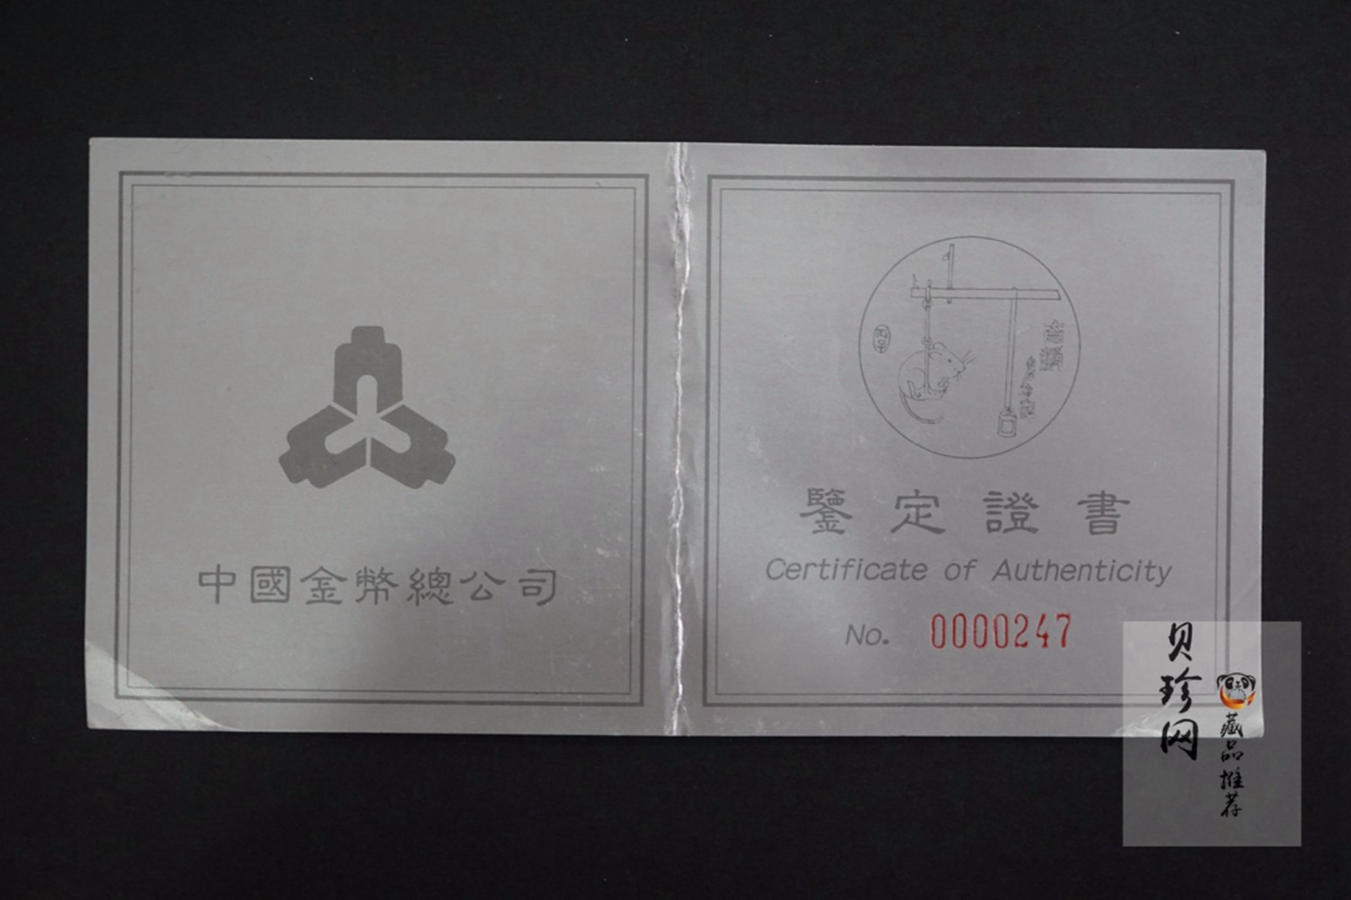 中國金幣總公司
鑒定證書
Certificate of Authenticity
No. 0000247
贝珍网
藏品推荐